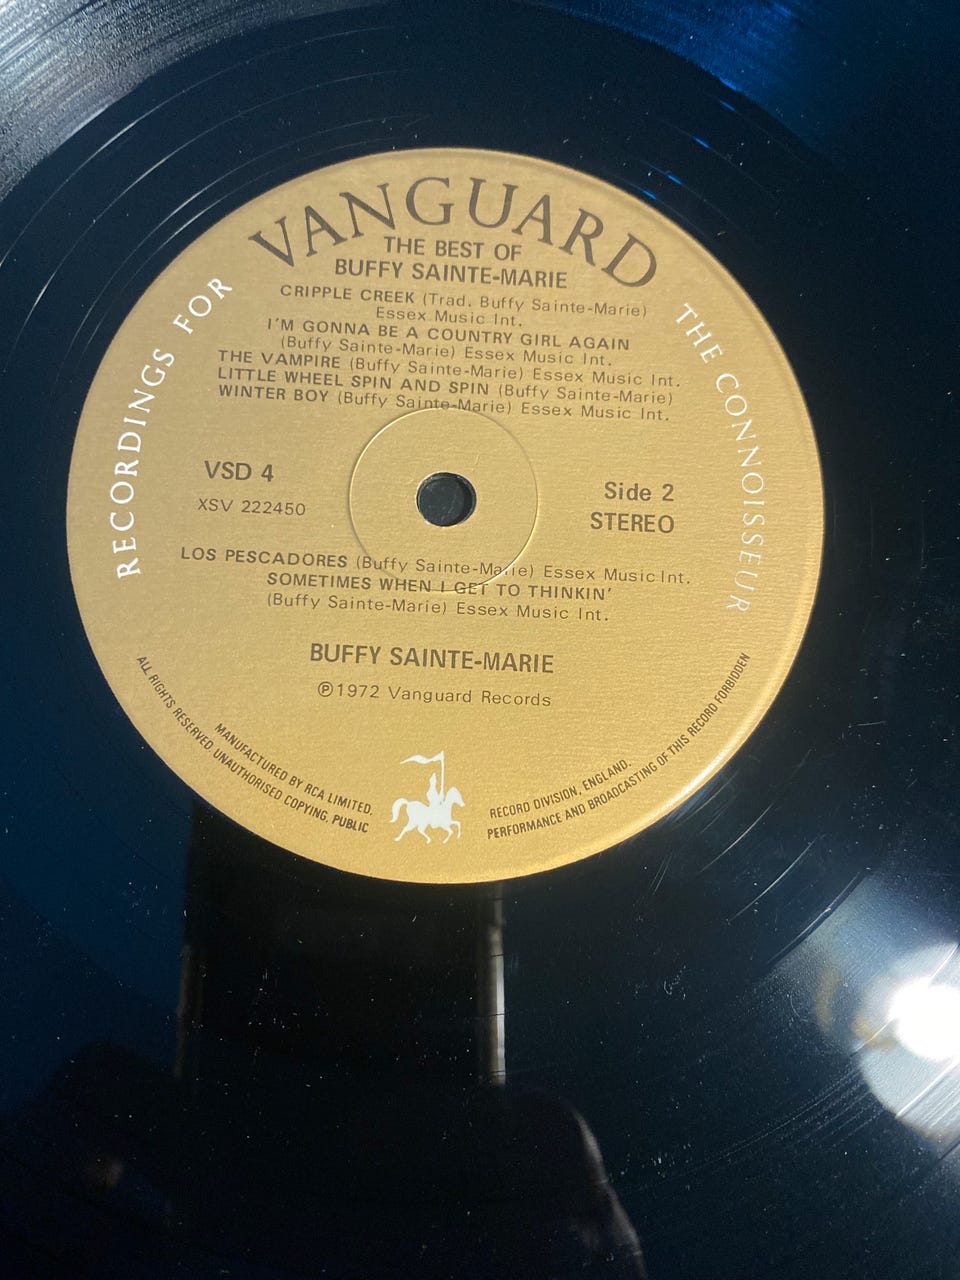 VANGUARD
RECORDINGS FOR THE CONNOISSEUR
THE BEST OF
BUFFY SAINTE-MARIE
CRIPPLE CREEK (Trad. Buffy Sainte-Marie)
Essex Music Int.
I'M GONNA BE A COUNTRY GIRL AGAIN
(Buffy Sainte-Marie) Essex Music Int.
THE VAMPIRE (Buffy Sainte-Marie) Essex Music Int.
LITTLE WHEEL SPIN AND SPIN (Buffy Sainte-Marie)
WINTER BOY (Buffy Sainte-Marie) Essex Music Int.
VSD 4
XSV 222450
Side 2
STEREO
LOS PESCADORES (Buffy Sainte-Marie) Essex Music Int.
SOMETIMES WHEN I GET TO THINKIN'
(Buffy Sainte-Marie) Essex Music Int.
BUFFY SAINTE-MARIE
℗1972 Vanguard Records
MANUFACTURED BY RCA LIMITED. RECORD DIVISION, ENGLAND.
ALL RIGHTS RESERVED. UNAUTHORISED COPYING, PUBLIC PERFORMANCE AND BROADCASTING OF THIS RECORD FORBIDDEN